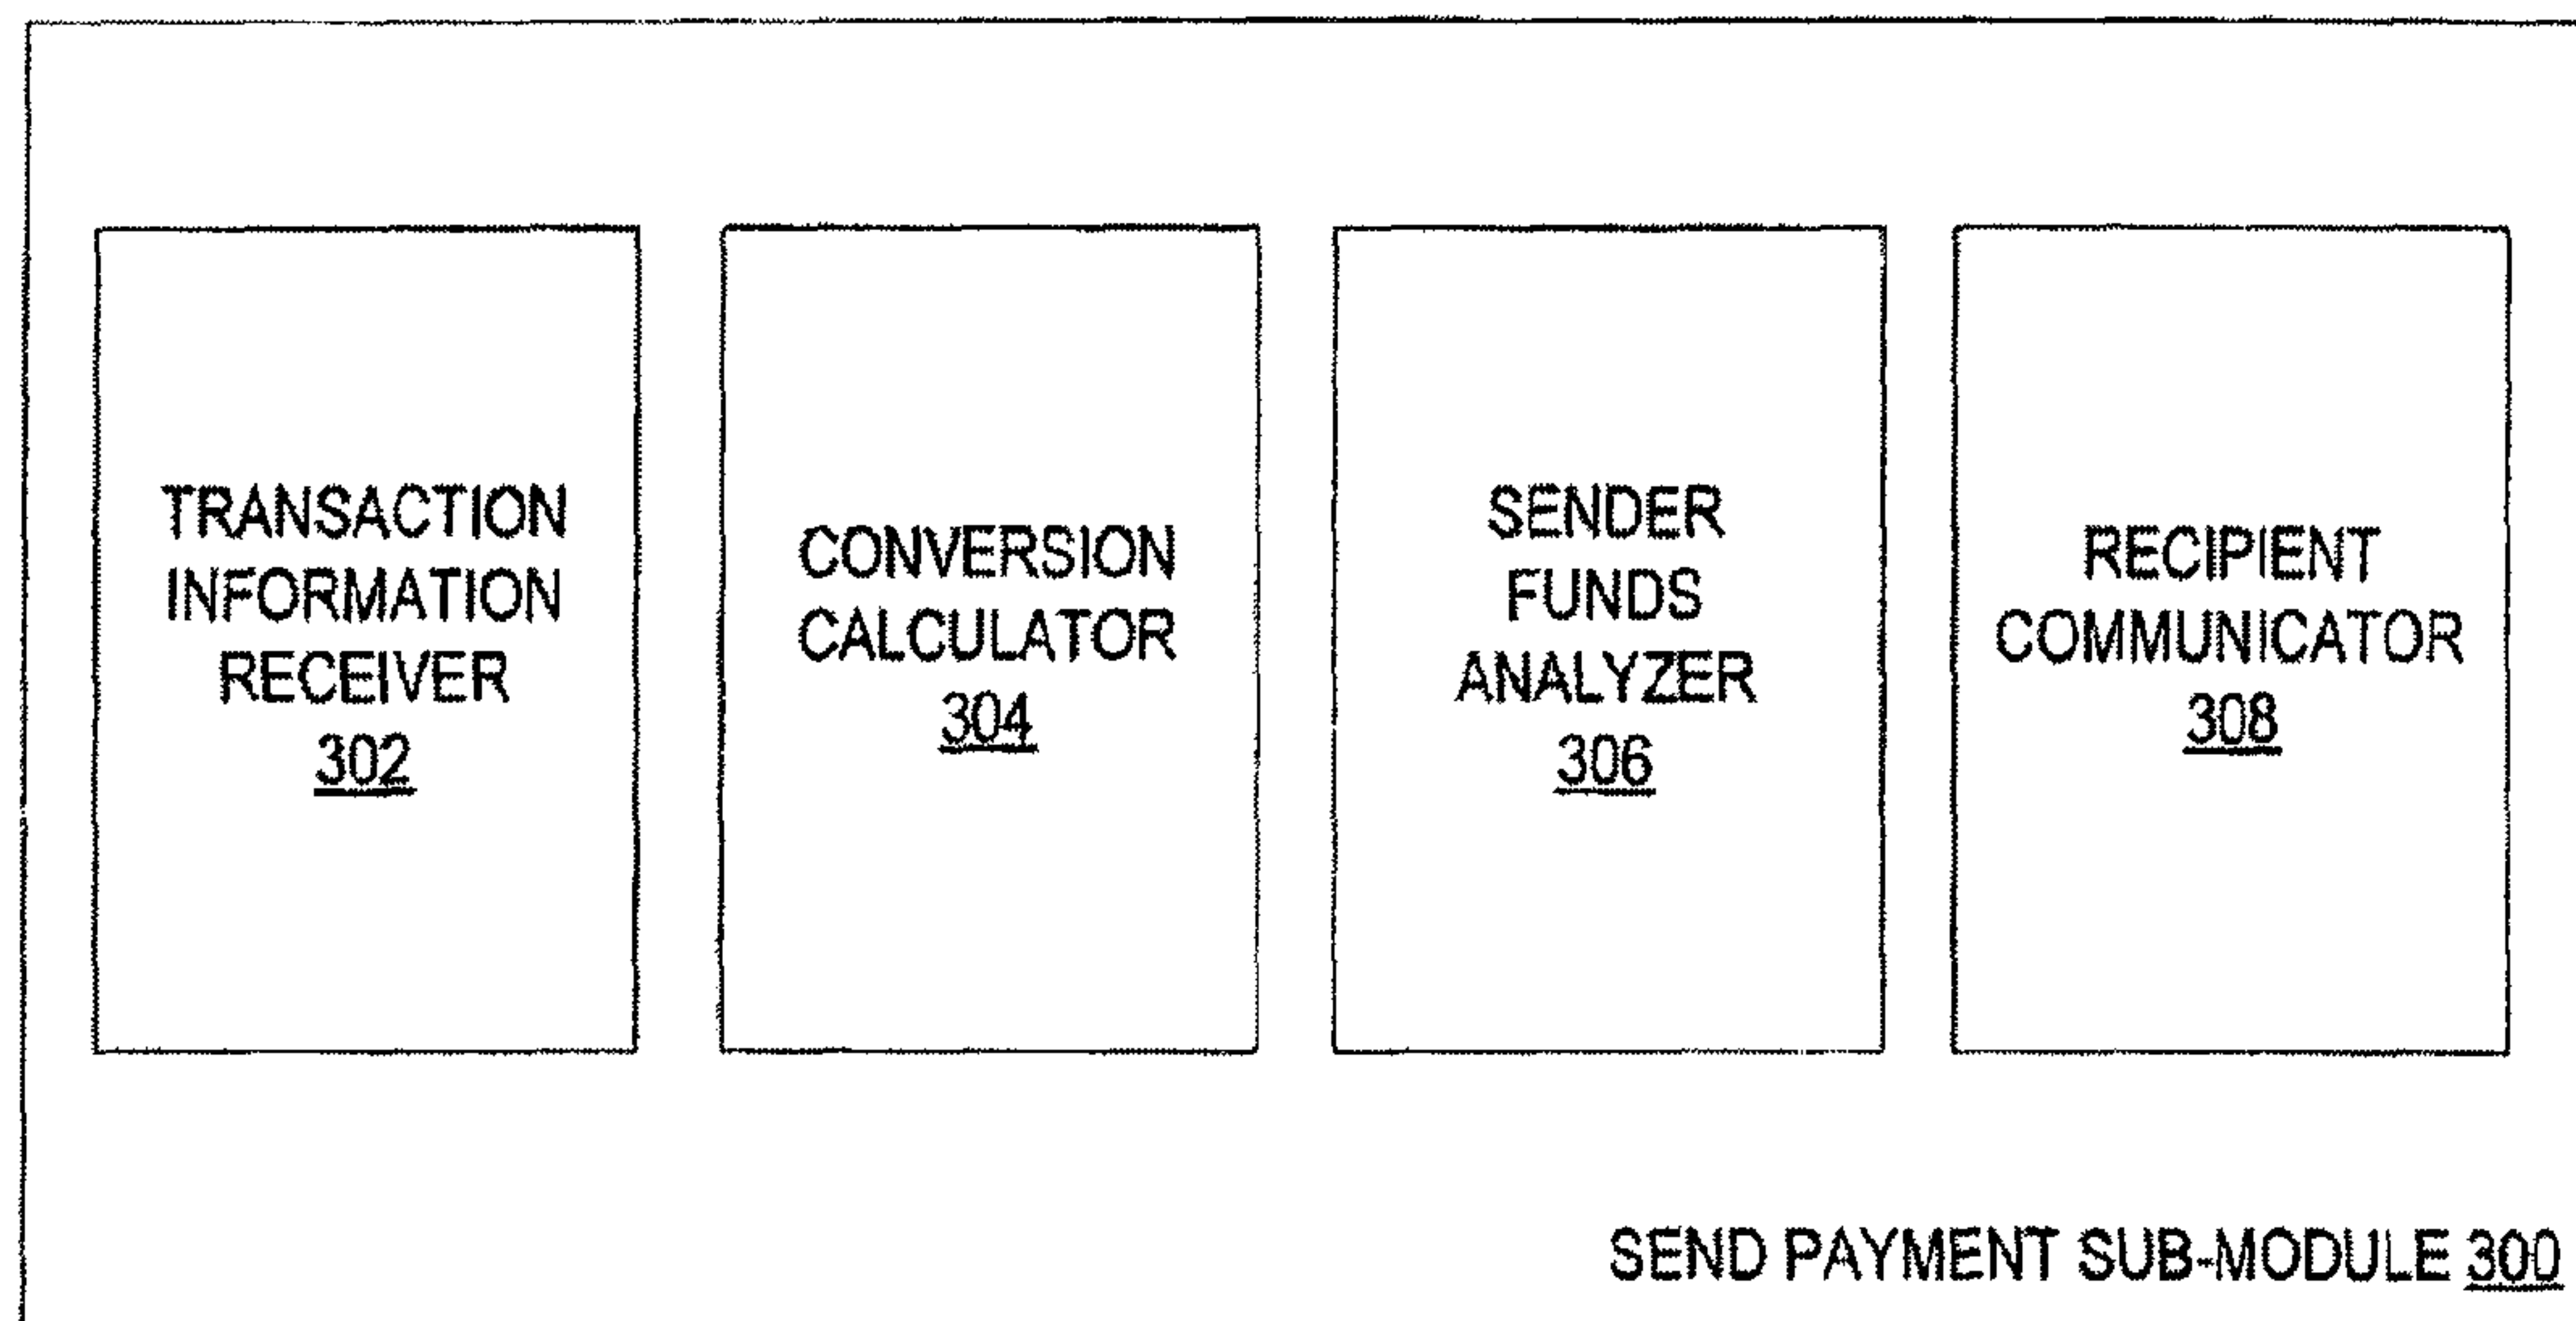 TRANSACTION
INFORMATION
RECEIVER
302
CONVERSION
CALCULATOR
304
SENDER
FUNDS
ANALYZER
306
RECIPIENT
COMMUNICATOR
308
SEND PAYMENT SUB-MODULE 300